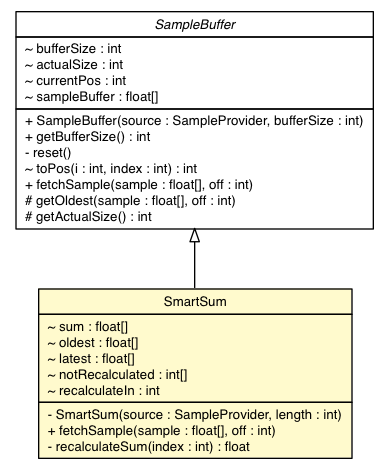 SampleBuffer
~ bufferSize : int
~ actualSize : int
~ currentPos : int
~ sampleBuffer : float[]
+ SampleBuffer(source : SampleProvider, bufferSize : int)
+ getBufferSize() : int
- reset()
~ toPos(i : int, index : int) : int
+ fetchSample(sample : float[], off : int)
# getOldest(sample : float[], off : int)
# getActualSize() : int
SmartSum
~ sum : float[]
~ oldest : float[]
~ latest : float[]
~ notRecalculated : int[]
~ recalculateIn : int
- SmartSum(source : SampleProvider, length : int)
+ fetchSample(sample : float[], off : int)
- recalculateSum(index : int) : float